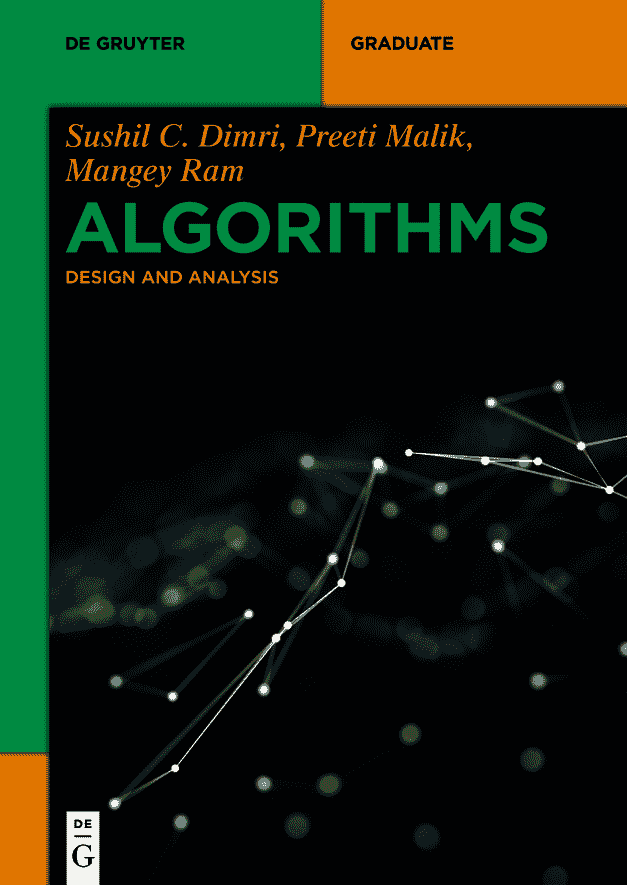 DE GRUYTER
GRADUATE
Sushil C. Dimri, Preeti Malik,
Mangey Ram
ALGORITHMS
DESIGN AND ANALYSIS
DE
G